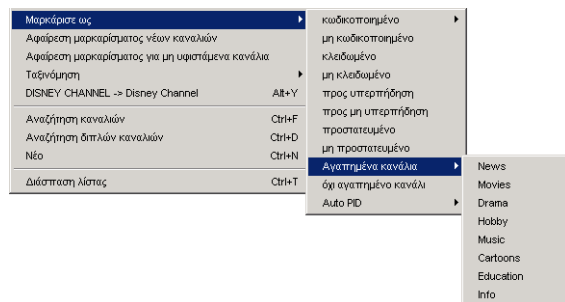 Μαρκάρισε ως
Αφαίρεση μαρκαρίσματος νέων καναλιών
Αφαίρεση μαρκαρίσματος για μη υφιστάμενα κανάλια
Ταξινόμηση
DISNEY CHANNEL -> Disney Channel Alt+Y
Αναζήτηση καναλιών Ctrl+F
Αναζήτηση διπλών καναλιών Ctrl+D
Νέο Ctrl+N
Διάσπαση λίστας Ctrl+T
κωδικοποιημένο
μη κωδικοποιημένο
κλειδωμένο
μη κλειδωμένο
προς υπερπήδηση
προς μη υπερπήδηση
προστατευμένο
μη προστατευμένο
Αγαπημένα κανάλια
όχι αγαπημένο κανάλι
Auto PID
News
Movies
Drama
Hobby
Music
Cartoons
Education
Info